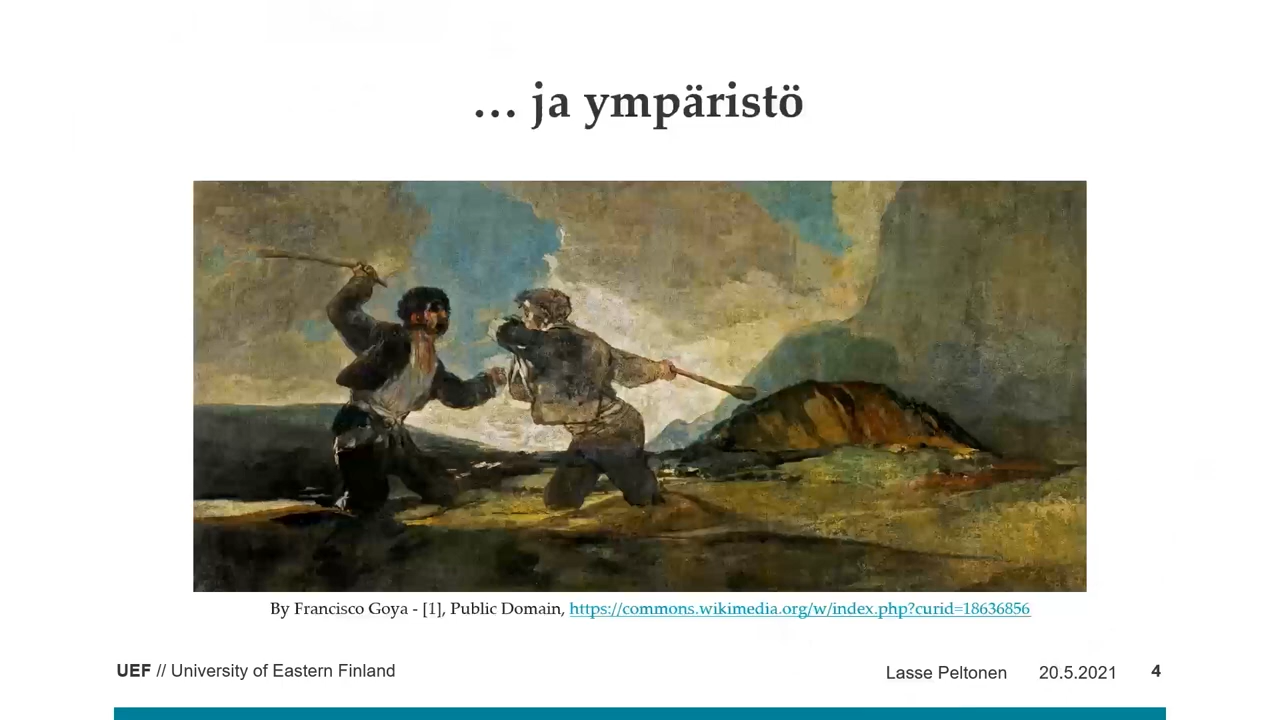 … ja ympäristö
By Francisco Goya - [1], Public Domain, https://commons.wikimedia.org/w/index.php?curid=18636856
UEF // University of Eastern Finland
Lasse Peltonen 20.5.2021 4